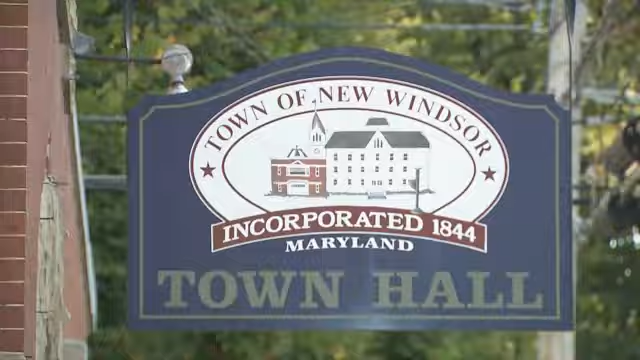 TOWN OF NEW WINDSOR
INCORPORATED 1844
MARYLAND
TOWN HALL